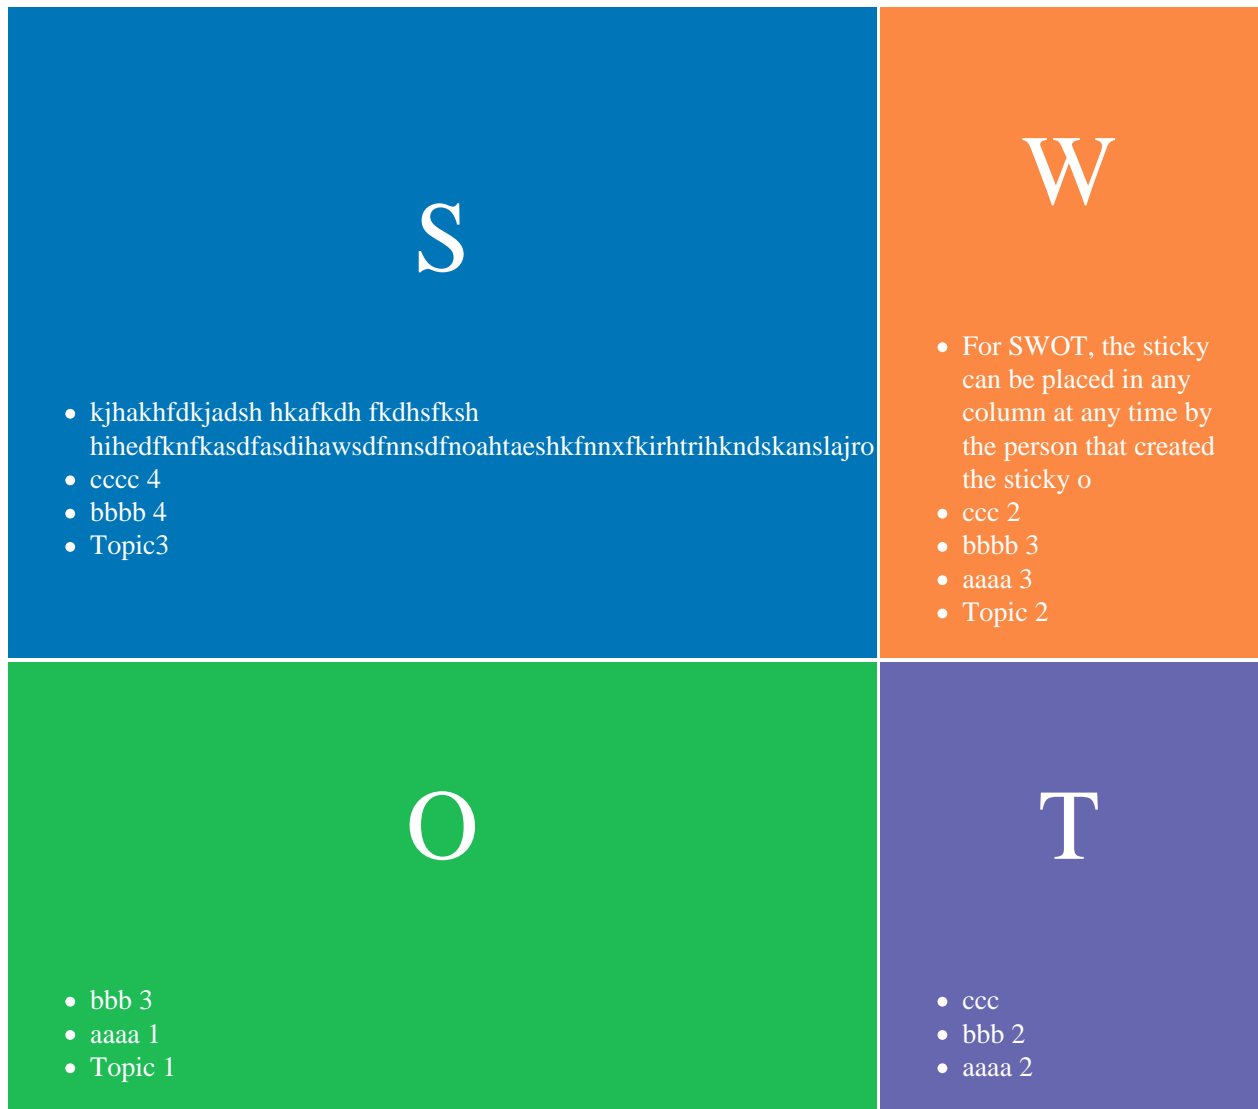 S
kjhakhfdkjadsh hkafkdh fkdhsfksh
hihedfknfkasdfasdihawsdfnnsdfnoahtaeshkfnnxfkirhtrihkndskanslajro
cccc 4
bbbb 4
Topic3
W
For SWOT, the sticky
can be placed in any
column at any time by
the person that created
the sticky o
ccc 2
bbbb 3
aaaa 3
Topic 2
O
bbb 3
aaaa 1
Topic 1
T
ccc
bbb 2
aaaa 2